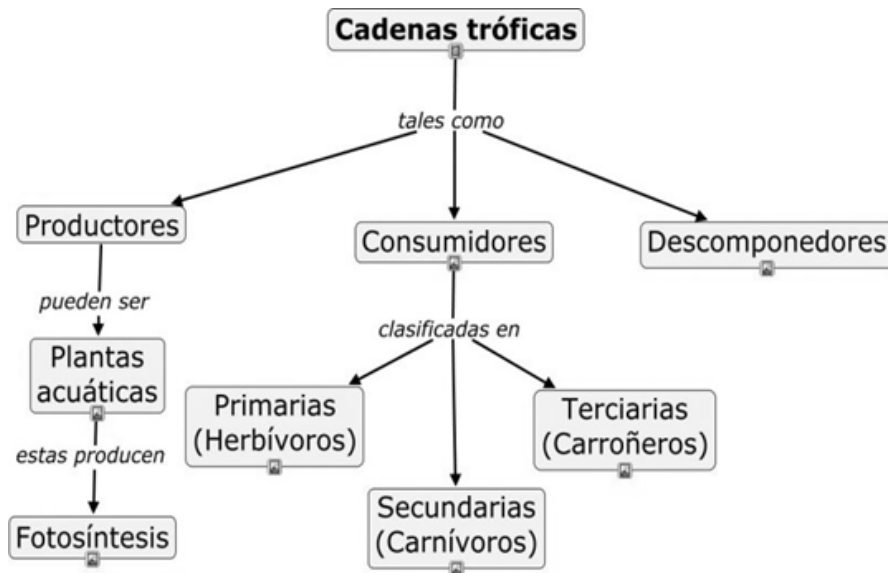 Cadenas tróficas
tales como
Productores
Consumidores
Descomponedores
pueden ser
clasificadas en
Plantas
acuáticas
Primarias
(Herbívoros)
Terciarias
(Carroñeros)
estas producen
Secundarias
(Carnívoros)
Fotosíntesis